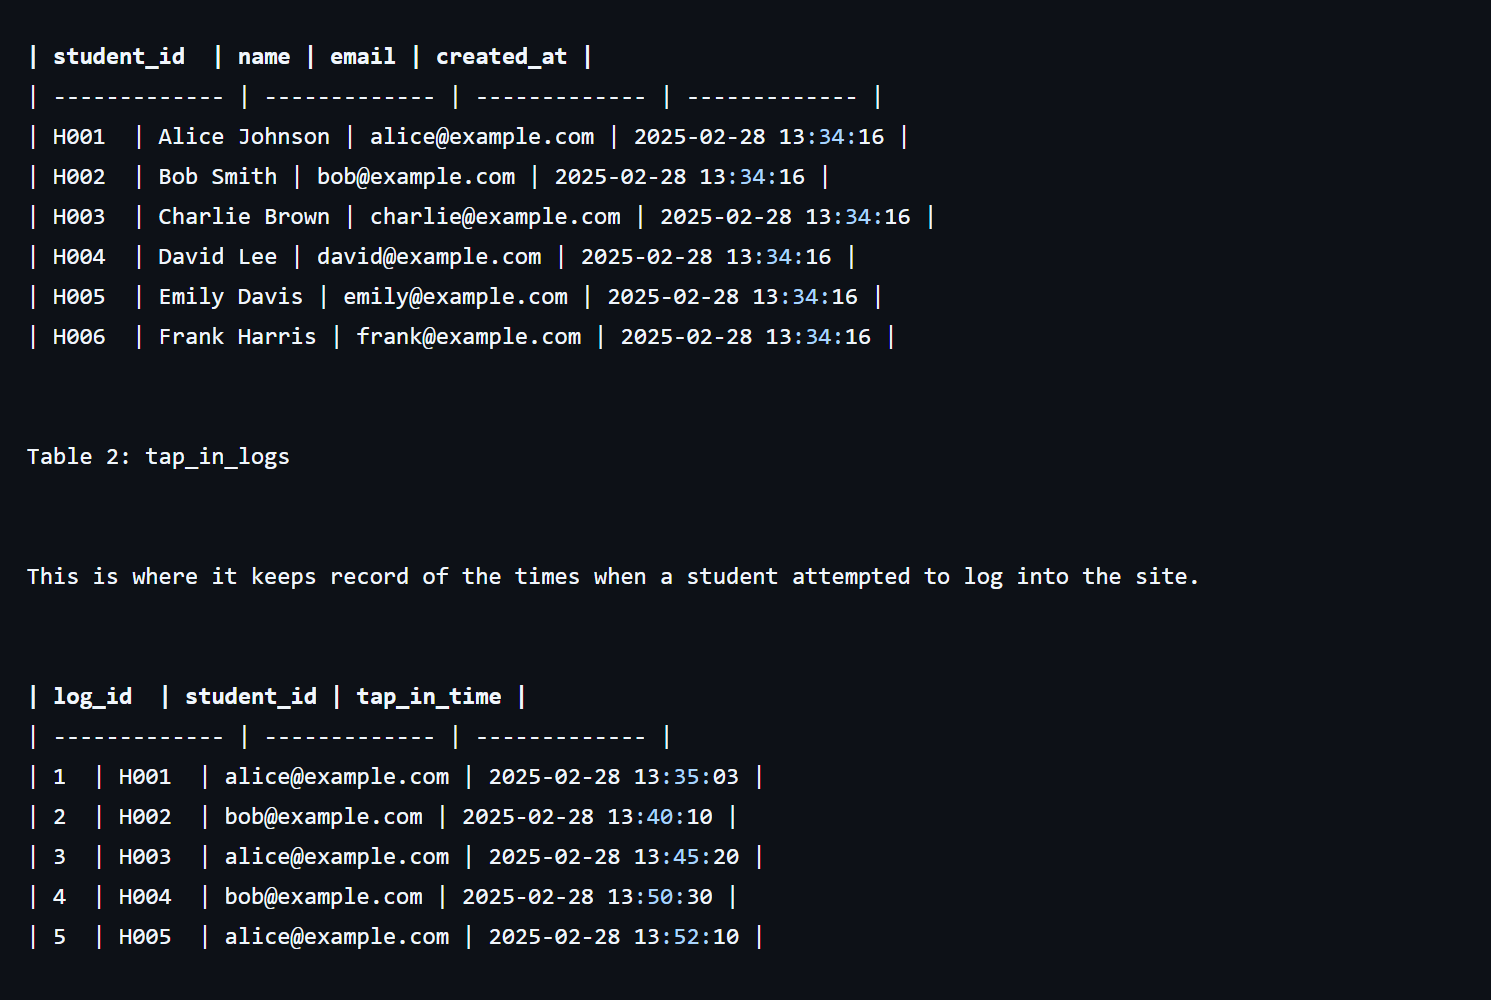 | student_id  | name | email | created_at |
| ------------- | ------------- | ------------- | ------------- |
| H001  | Alice Johnson | alice@example.com | 2025-02-28 13:34:16 |
| H002  | Bob Smith | bob@example.com | 2025-02-28 13:34:16 |
| H003  | Charlie Brown | charlie@example.com | 2025-02-28 13:34:16 |
| H004  | David Lee | david@example.com | 2025-02-28 13:34:16 |
| H005  | Emily Davis | emily@example.com | 2025-02-28 13:34:16 |
| H006  | Frank Harris | frank@example.com | 2025-02-28 13:34:16 |
Table 2: tap_in_logs
This is where it keeps record of the times when a student attempted to log into the site.
| log_id  | student_id | tap_in_time |
| ------------- | ------------- | ------------- |
| 1  | H001  | alice@example.com | 2025-02-28 13:35:03 |
| 2  | H002  | bob@example.com | 2025-02-28 13:40:10 |
| 3  | H003  | alice@example.com | 2025-02-28 13:45:20 |
| 4  | H004  | bob@example.com | 2025-02-28 13:50:30 |
| 5  | H005  | alice@example.com | 2025-02-28 13:52:10 |